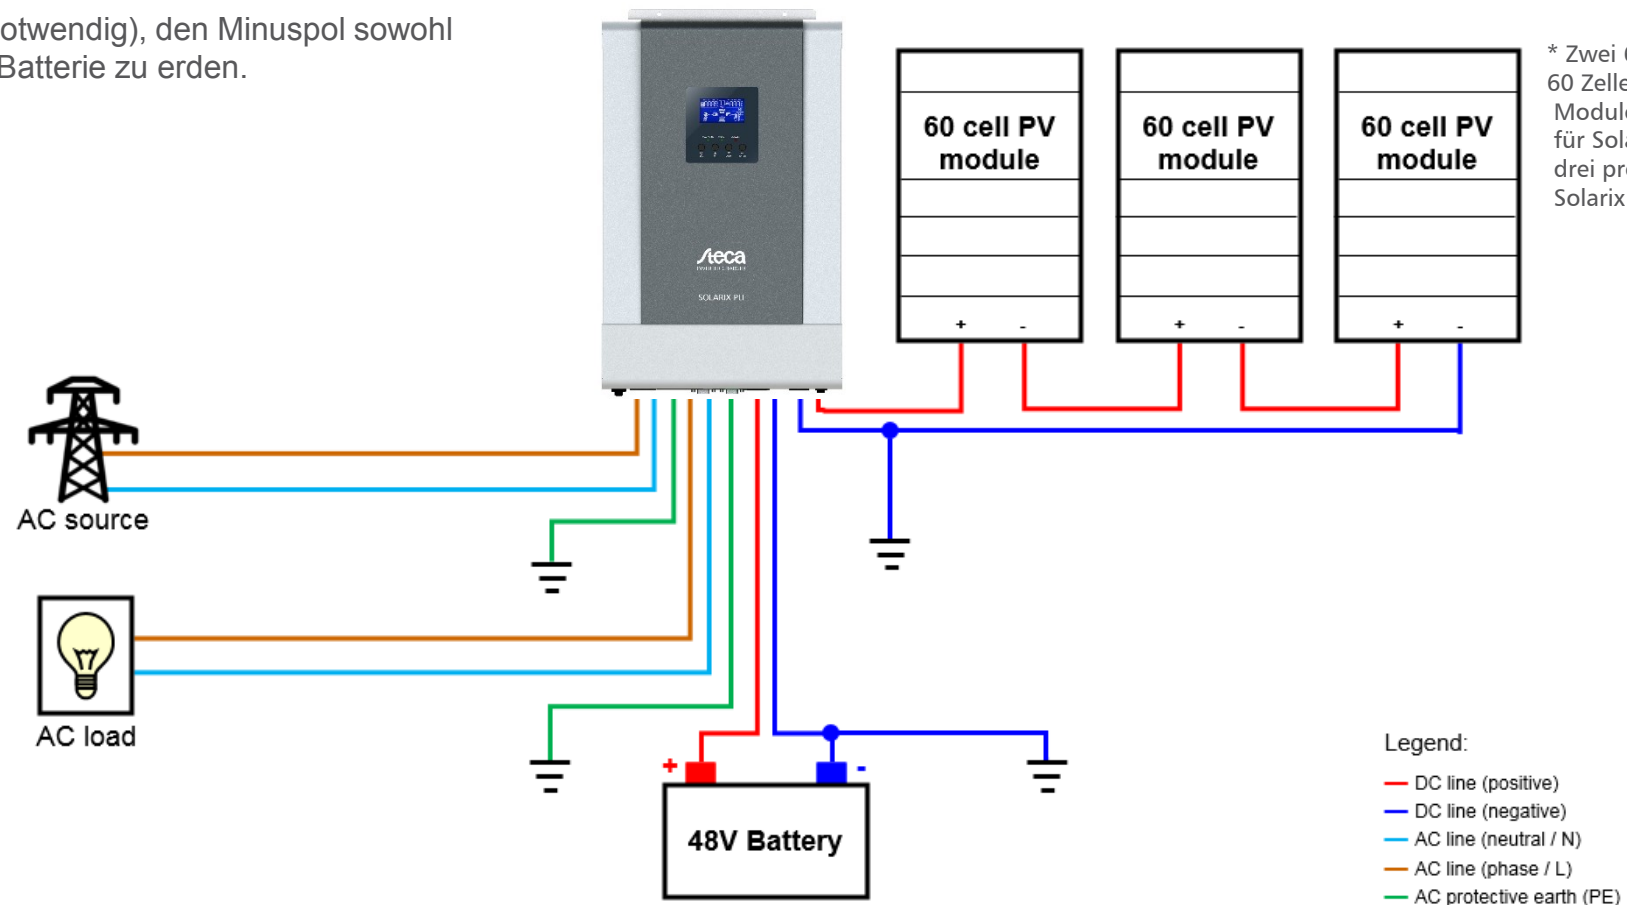 otwendig), den Minuspol sowohl
Batterie zu erden.
* Zwei
60 Zelle
Module
für Sola
drei pr
Solarix
60 cell PV
module
+ -
60 cell PV
module
+ -
60 cell PV
module
+ -
Steca
SOLARIX PLI
AC source
AC load
+ -
48V Battery
Legend:
DC line (positive)
DC line (negative)
AC line (neutral / N)
AC line (phase / L)
AC protective earth (PE)